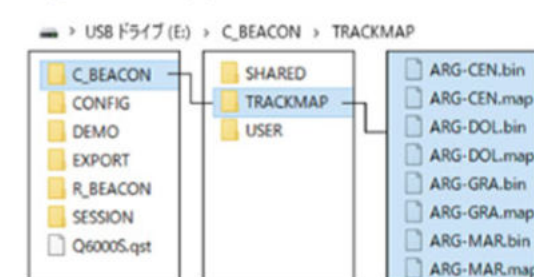 > USB ドライブ (E:) > C_BEACON > TRACKMAP
C_BEACON
CONFIG
DEMO
EXPORT
R_BEACON
SESSION
Q6000S.qst
SHARED
TRACKMAP
USER
ARG-CEN.bin
ARG-CEN.map
ARG-DOL.bin
ARG-DOL.map
ARG-GRA.bin
ARG-GRA.map
ARG-MAR.bin
ARG-MAR.map